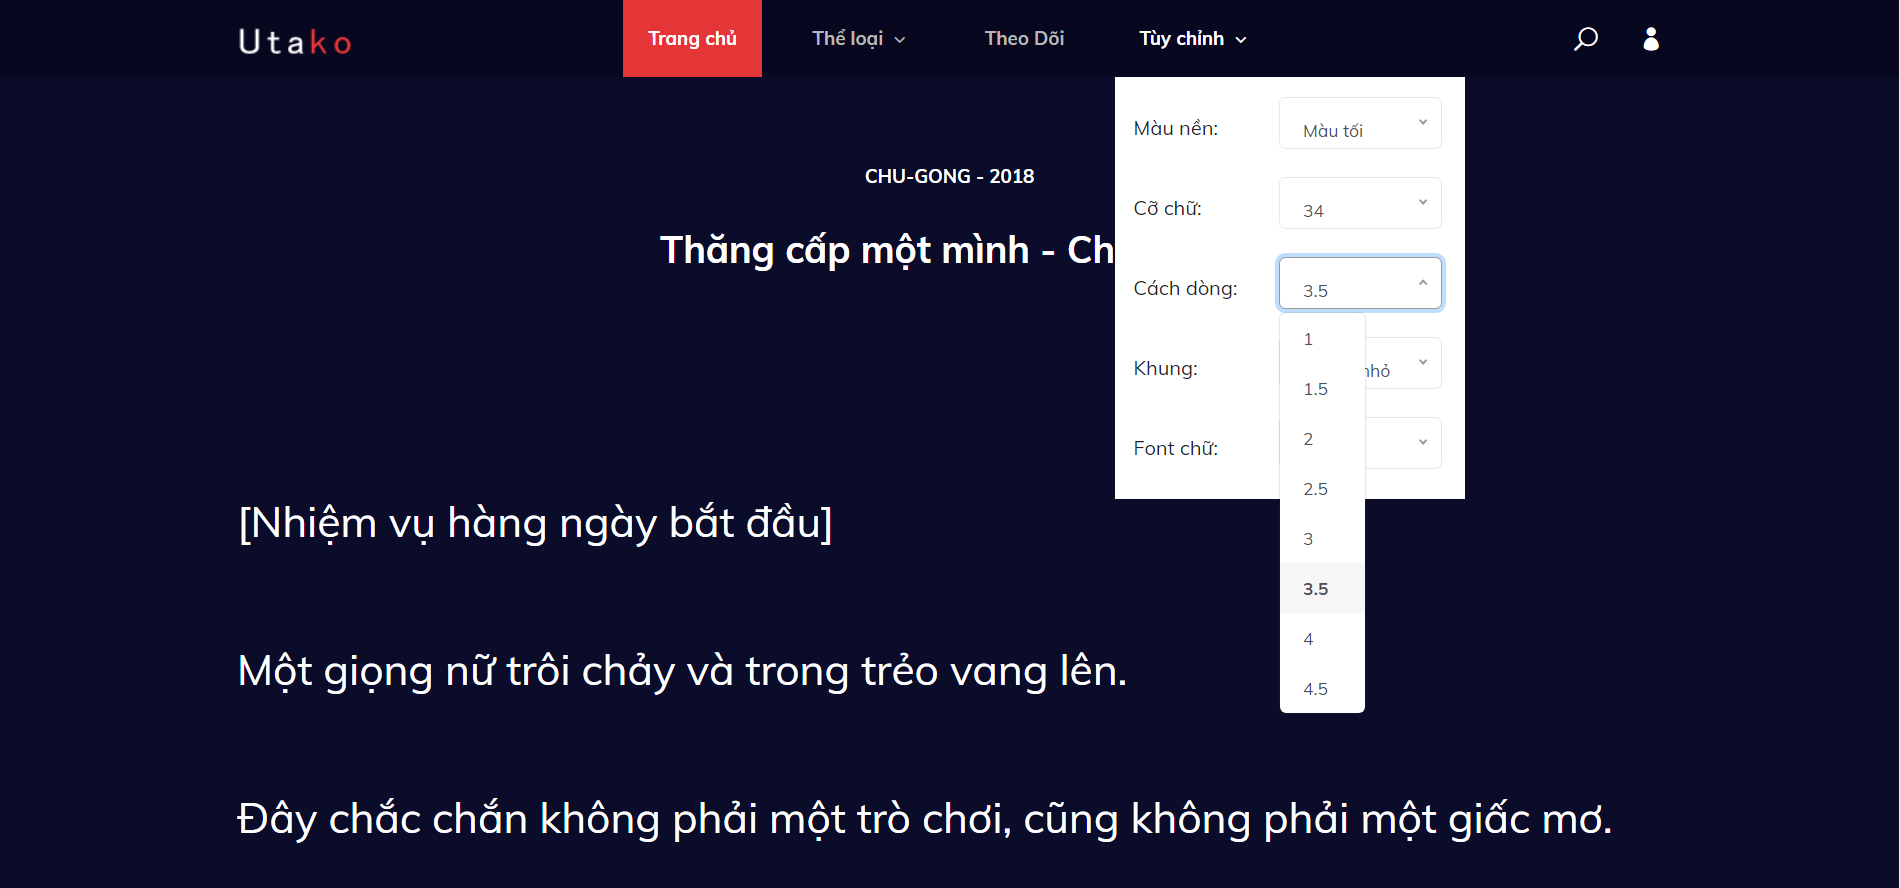 Utako
Trang chủ
Thể loại
Theo Dõi
Tùy chỉnh
Màu nền:
Màu tối
Cỡ chữ:
34
Cách dòng:
3.5
1
1.5
2
2.5
3
3.5
4
4.5
Khung:
nhỏ
Font chữ:
CHU-GONG - 2018
Thăng cấp một mình - Ch
[Nhiệm vụ hàng ngày bắt đầu]
Một giọng nữ trôi chảy và trong trẻo vang lên.
Đây chắc chắn không phải một trò chơi, cũng không phải một giấc mơ.